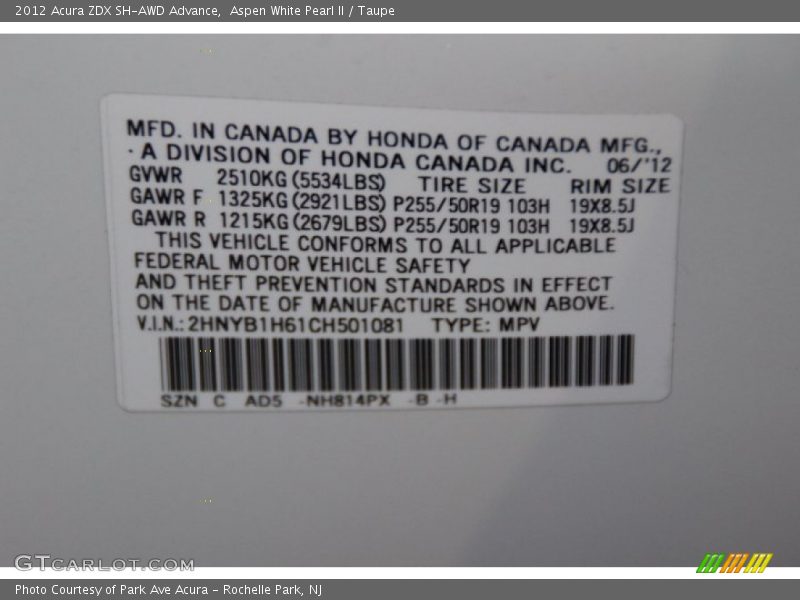 2012 Acura ZDX SH-AWD Advance,  Aspen White Pearl II / Taupe
MFD. IN CANADA BY HONDA OF CANADA MFG.,
A DIVISION OF HONDA CANADA INC. 06/'12
GVWR 2510KG (5534LBS) TIRE SIZE RIM SIZE
GAWR F 1325KG (2921LBS) P255/50R19 103H 19X8.5J
GAWR R 1215KG (2679LBS) P255/50R19 103H 19X8.5J
THIS VEHICLE CONFORMS TO ALL APPLICABLE
FEDERAL MOTOR VEHICLE SAFETY
AND THEFT PREVENTION STANDARDS IN EFFECT
ON THE DATE OF MANUFACTURE SHOWN ABOVE.
V.I.N.: 2HNYB1H61CH501081 TYPE: MPV
SZN C AD5 -NH814PX -B -H
GTCARLOT.COM
Photo Courtesy of Park Ave Acura - Rochelle Park, NJ